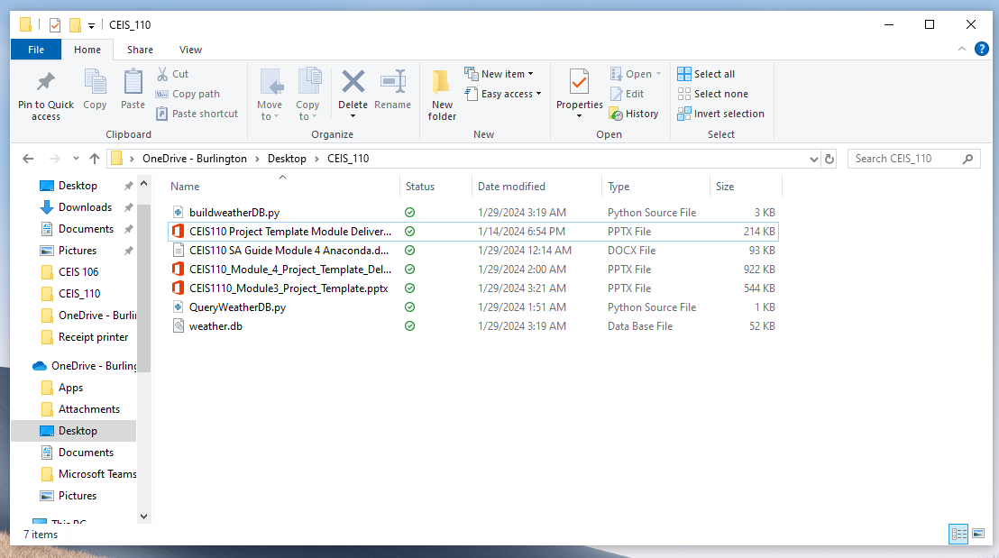 CEIS_110
File Home Share View
Pin to Quick access
Copy
Paste
Cut
Copy path
Paste shortcut
Clipboard
Move to
Copy to
Delete
Rename
Organize
New folder
New item
Easy access
New
Properties
Open
Edit
History
Open
Select all
Select none
Invert selection
Select
OneDrive - Burlington > Desktop > CEIS_110
Search CEIS_110
Desktop
Downloads
Documents
Pictures
CEIS 106
CEIS_110
OneDrive - Burli
Receipt printer
OneDrive - Burling
Apps
Attachments
Desktop
Documents
Microsoft Teams
Pictures
This PC
Name Status Date modified Type Size
buildweatherDB.py 1/29/2024 3:19 AM Python Source File 3 KB
CEIS110 Project Template Module Deliver... 1/14/2024 6:54 PM PPTX File 214 KB
CEIS110 SA Guide Module 4 Anaconda.d... 1/29/2024 12:14 AM DOCX File 93 KB
CEIS110_Module_4_Project_Template_Del... 1/29/2024 2:00 AM PPTX File 922 KB
CEIS1110_Module3_Project_Template.pptx 1/29/2024 3:21 AM PPTX File 544 KB
QueryWeatherDB.py 1/29/2024 1:51 AM Python Source File 1 KB
weather.db 1/29/2024 3:19 AM Data Base File 52 KB
7 items